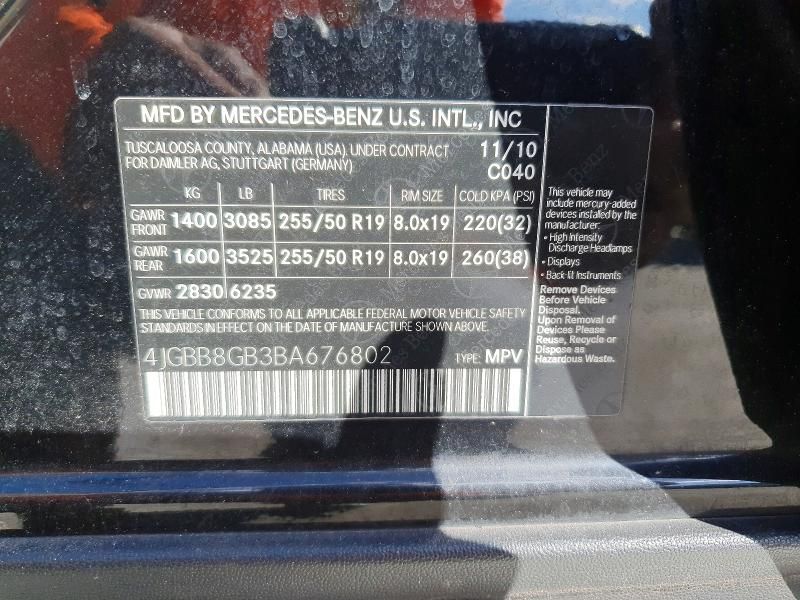 MFD BY MERCEDES-BENZ U.S. INTL., INC
TUSCALOOSA COUNTY, ALABAMA (USA), UNDER CONTRACT 11/10
FOR DAIMLER AG, STUTTGART (GERMANY) C040
KG LB TIRES RIM SIZE COLD KPA (PSI)
GAWR FRONT 1400 3085 255/50 R19 8.0x19 220(32)
GAWR REAR 1600 3525 255/50 R19 8.0x19 260(38)
GVWR 2830 6235
THIS VEHICLE CONFORMS TO ALL APPLICABLE FEDERAL MOTOR VEHICLE SAFETY
STANDARDS IN EFFECT ON THE DATE OF MANUFACTURE SHOWN ABOVE.
4JGBB8GB3BA676802 TYPE: MPV
This vehicle may
include mercury-added
devices installed by the
manufacturer:
• High Intensity
Discharge Headlamps
• Displays
• Back-lit Instruments
Remove Devices
Before Vehicle
Disposal.
Upon Removal of
Devices Please
Reuse, Recycle or
Dispose as
Hazardous Waste.